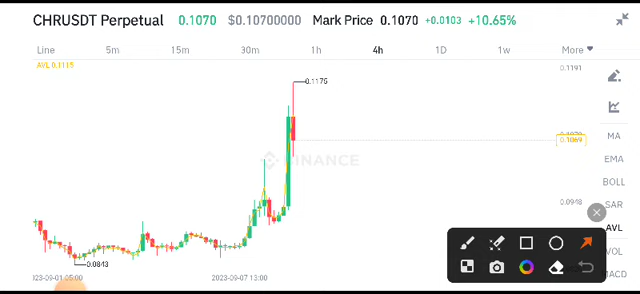 CHRUSDT Perpetual 0.1070 $0.10700000 Mark Price 0.1070 +0.0103 +10.65%
Line 5m 15m 30m 1h 4h 1D 1w More
AVL 0.1115
0.1191
0.1175
MA
0.1069
BINANCE
EMA
BOLL
0.0948
SAR
AVL
VOL
0.0843
MACD
2023-09-07 13:00